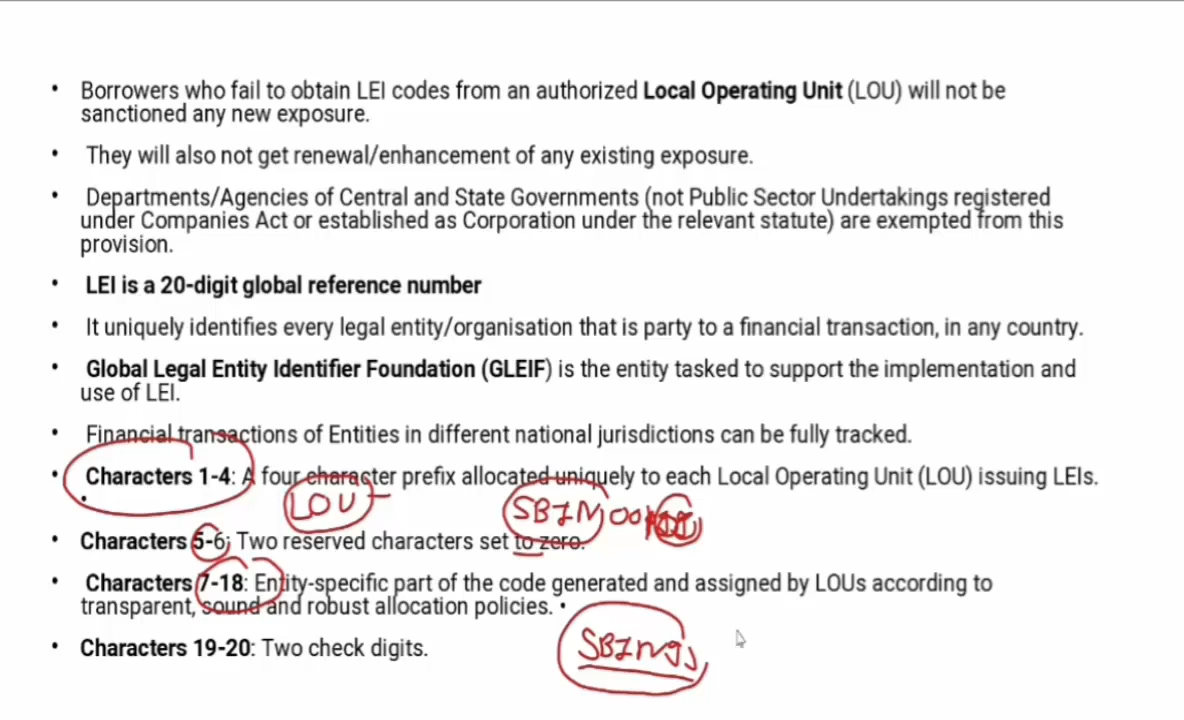 • Borrowers who fail to obtain LEI codes from an authorized Local Operating Unit (LOU) will not be
sanctioned any new exposure.
• They will also not get renewal/enhancement of any existing exposure.
• Departments/Agencies of Central and State Governments (not Public Sector Undertakings registered
under Companies Act or established as Corporation under the relevant statute) are exempted from this
provision.
• LEI is a 20-digit global reference number
• It uniquely identifies every legal entity/organisation that is party to a financial transaction, in any country.
• Global Legal Entity Identifier Foundation (GLEIF) is the entity tasked to support the implementation and
use of LEI.
• Financial transactions of Entities in different national jurisdictions can be fully tracked.
• Characters 1-4: A four character prefix allocated uniquely to each Local Operating Unit (LOU) issuing LEIs.
LOU SBIN00
• Characters 5-6: Two reserved characters set to zero.
• Characters 7-18: Entity-specific part of the code generated and assigned by LOUs according to
transparent, sound and robust allocation policies. •
• Characters 19-20: Two check digits.